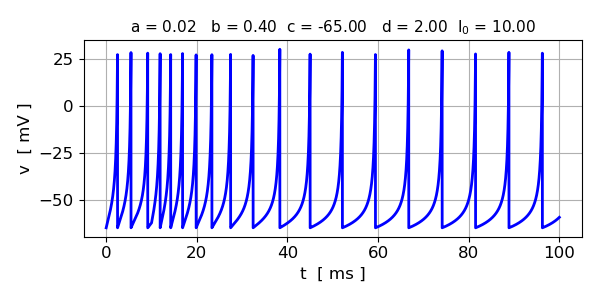 a = 0.02 b = 0.40 c = -65.00 d = 2.00 I₀ = 10.00
v [ mV ]
25
0
−25
−50
0 20 40 60 80 100
t [ ms ]